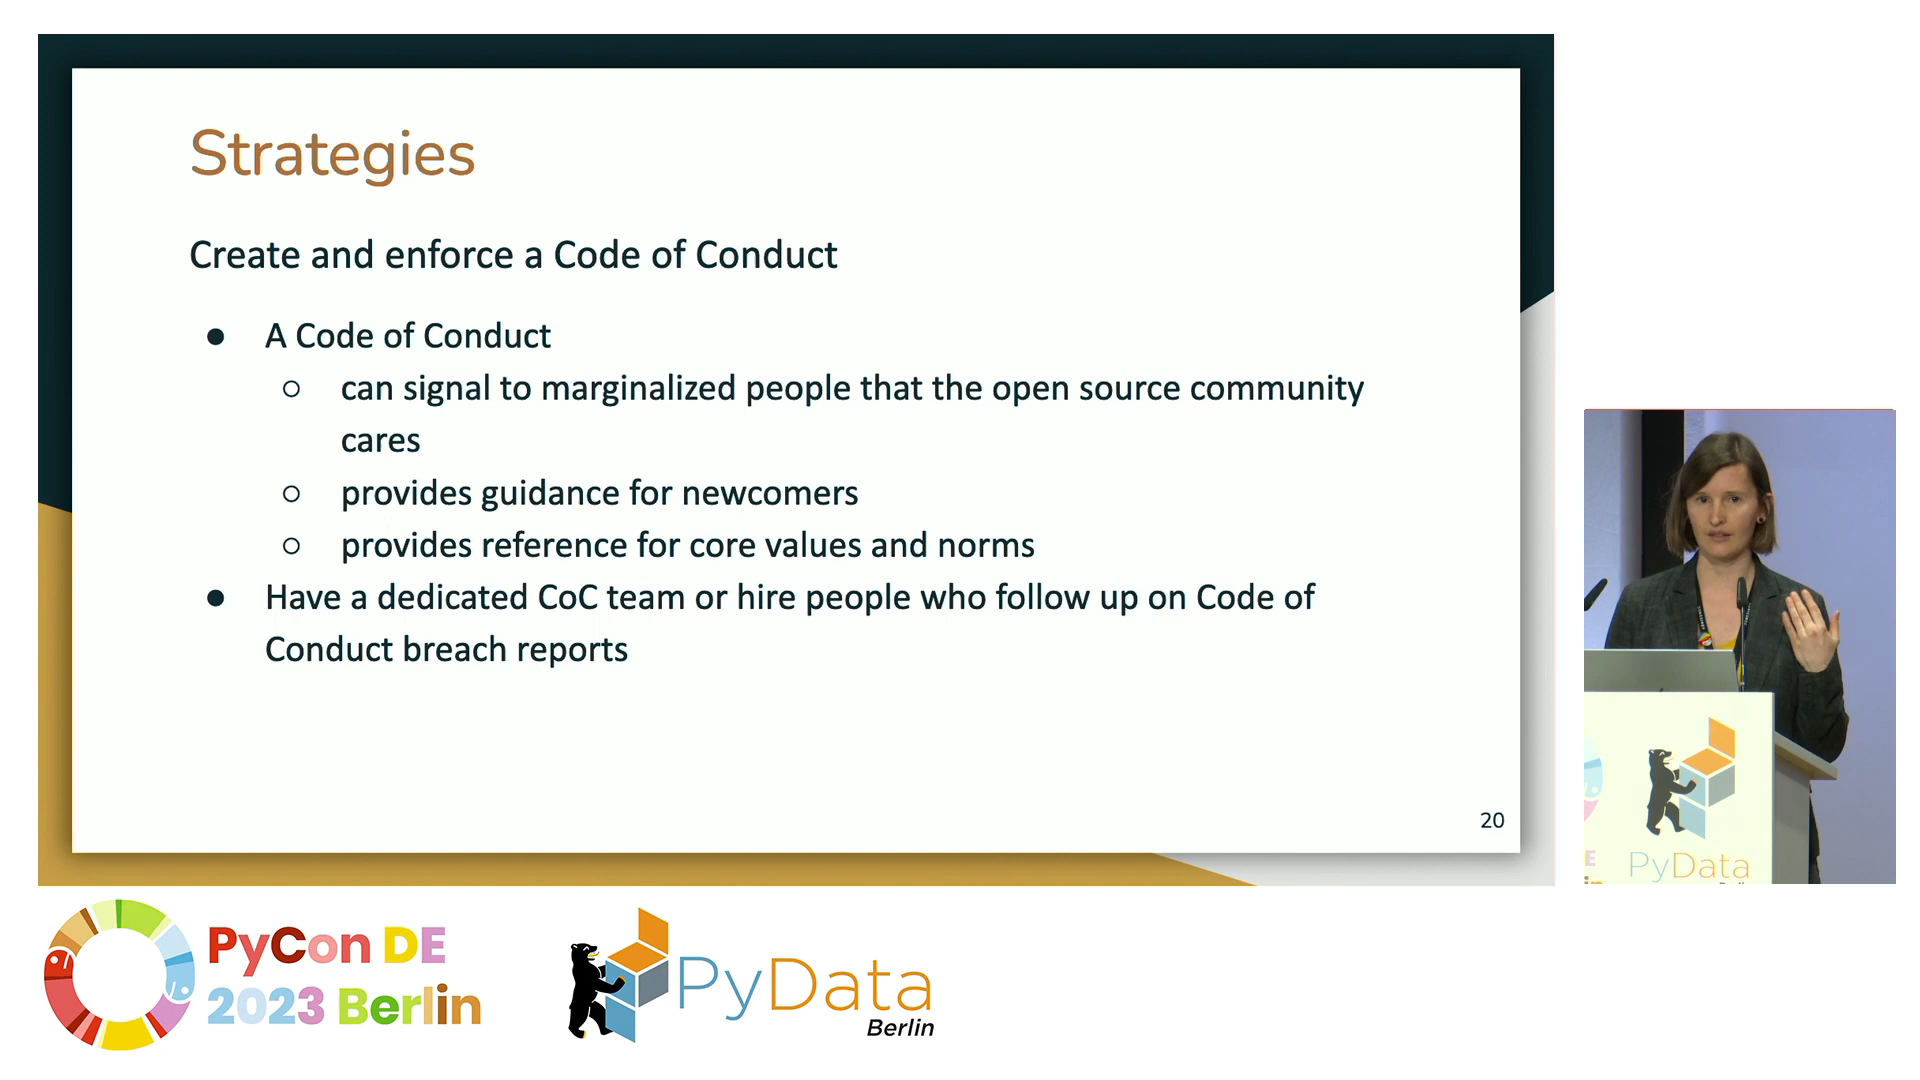 Strategies
Create and enforce a Code of Conduct
● A Code of Conduct
○ can signal to marginalized people that the open source community
cares
○ provides guidance for newcomers
○ provides reference for core values and norms
● Have a dedicated CoC team or hire people who follow up on Code of
Conduct breach reports
20
PyData
E
PyCon DE
2023 Berlin
PyData
Berlin